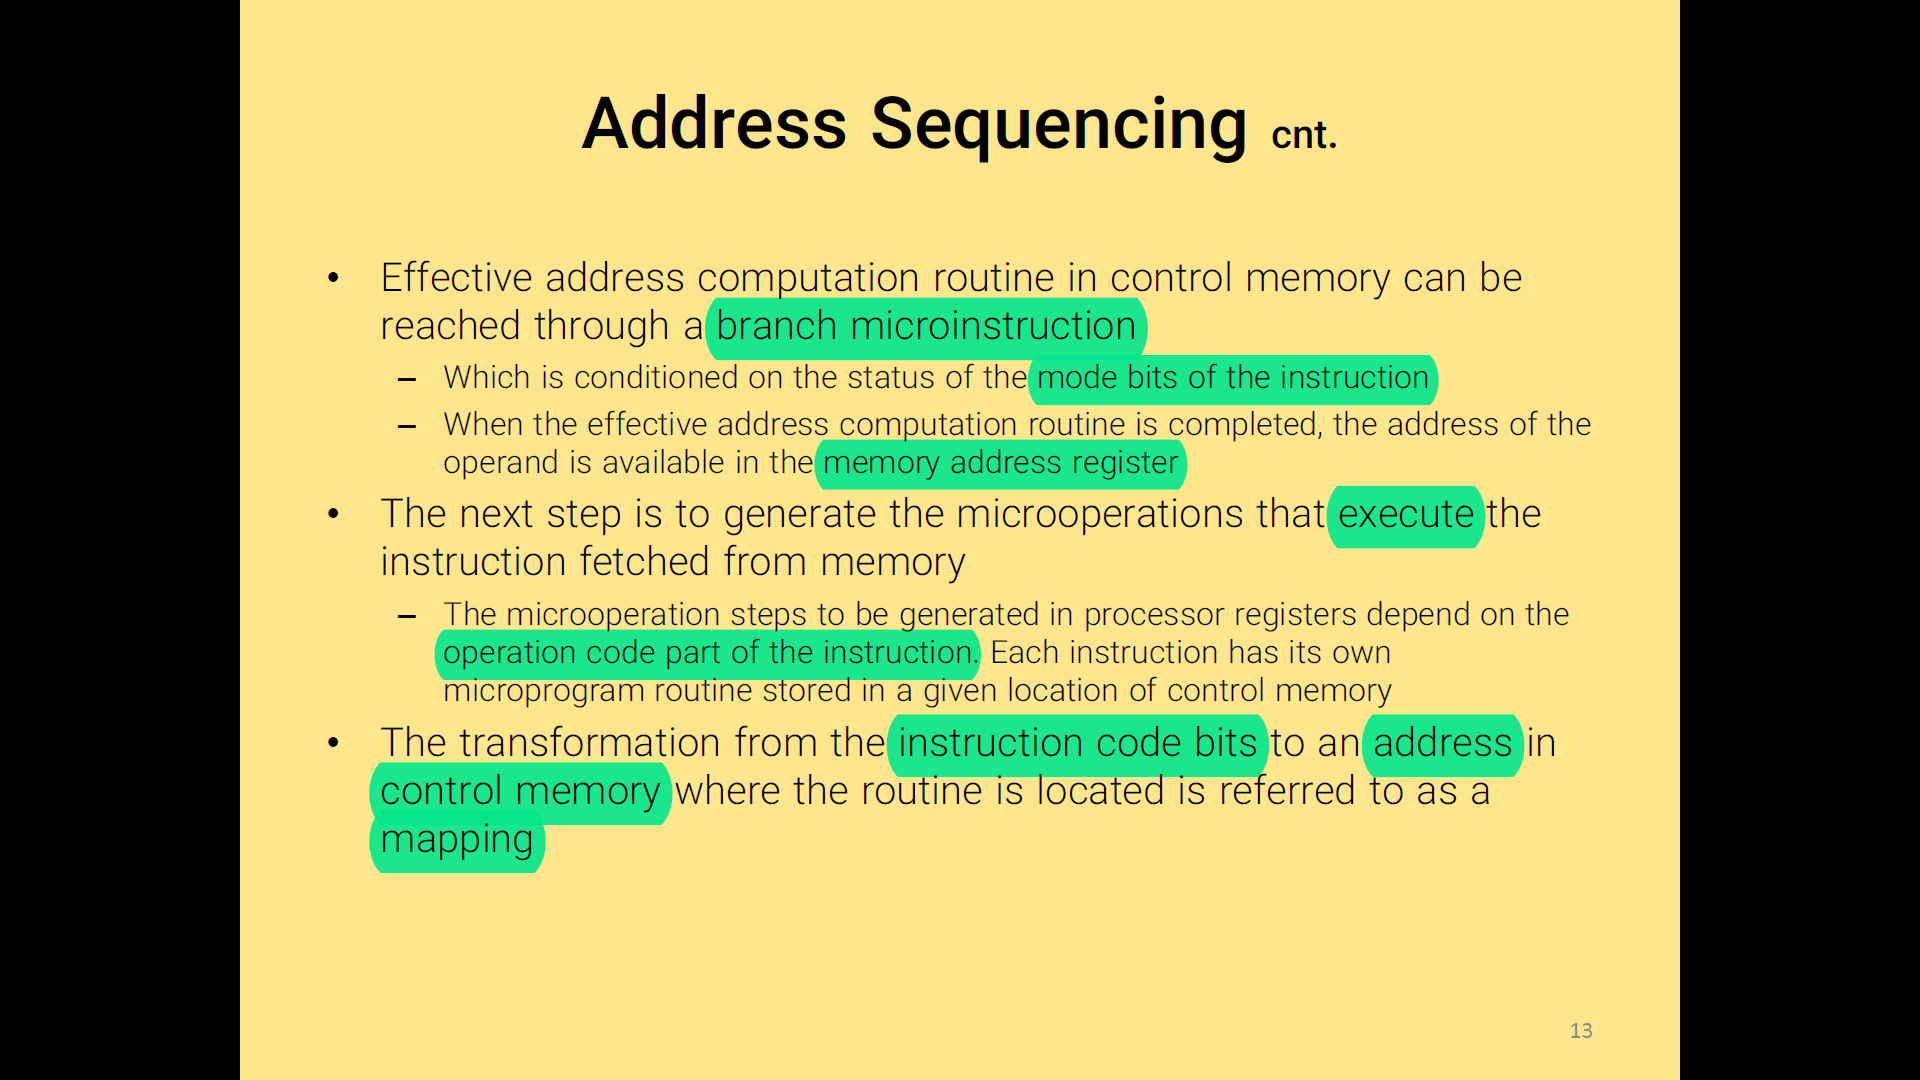 Address Sequencing cnt.
• Effective address computation routine in control memory can be
reached through a branch microinstruction
– Which is conditioned on the status of the mode bits of the instruction
– When the effective address computation routine is completed, the address of the
operand is available in the memory address register
• The next step is to generate the microoperations that execute the
instruction fetched from memory
– The microoperation steps to be generated in processor registers depend on the
operation code part of the instruction. Each instruction has its own
microprogram routine stored in a given location of control memory
• The transformation from the instruction code bits to an address in
control memory where the routine is located is referred to as a
mapping
13